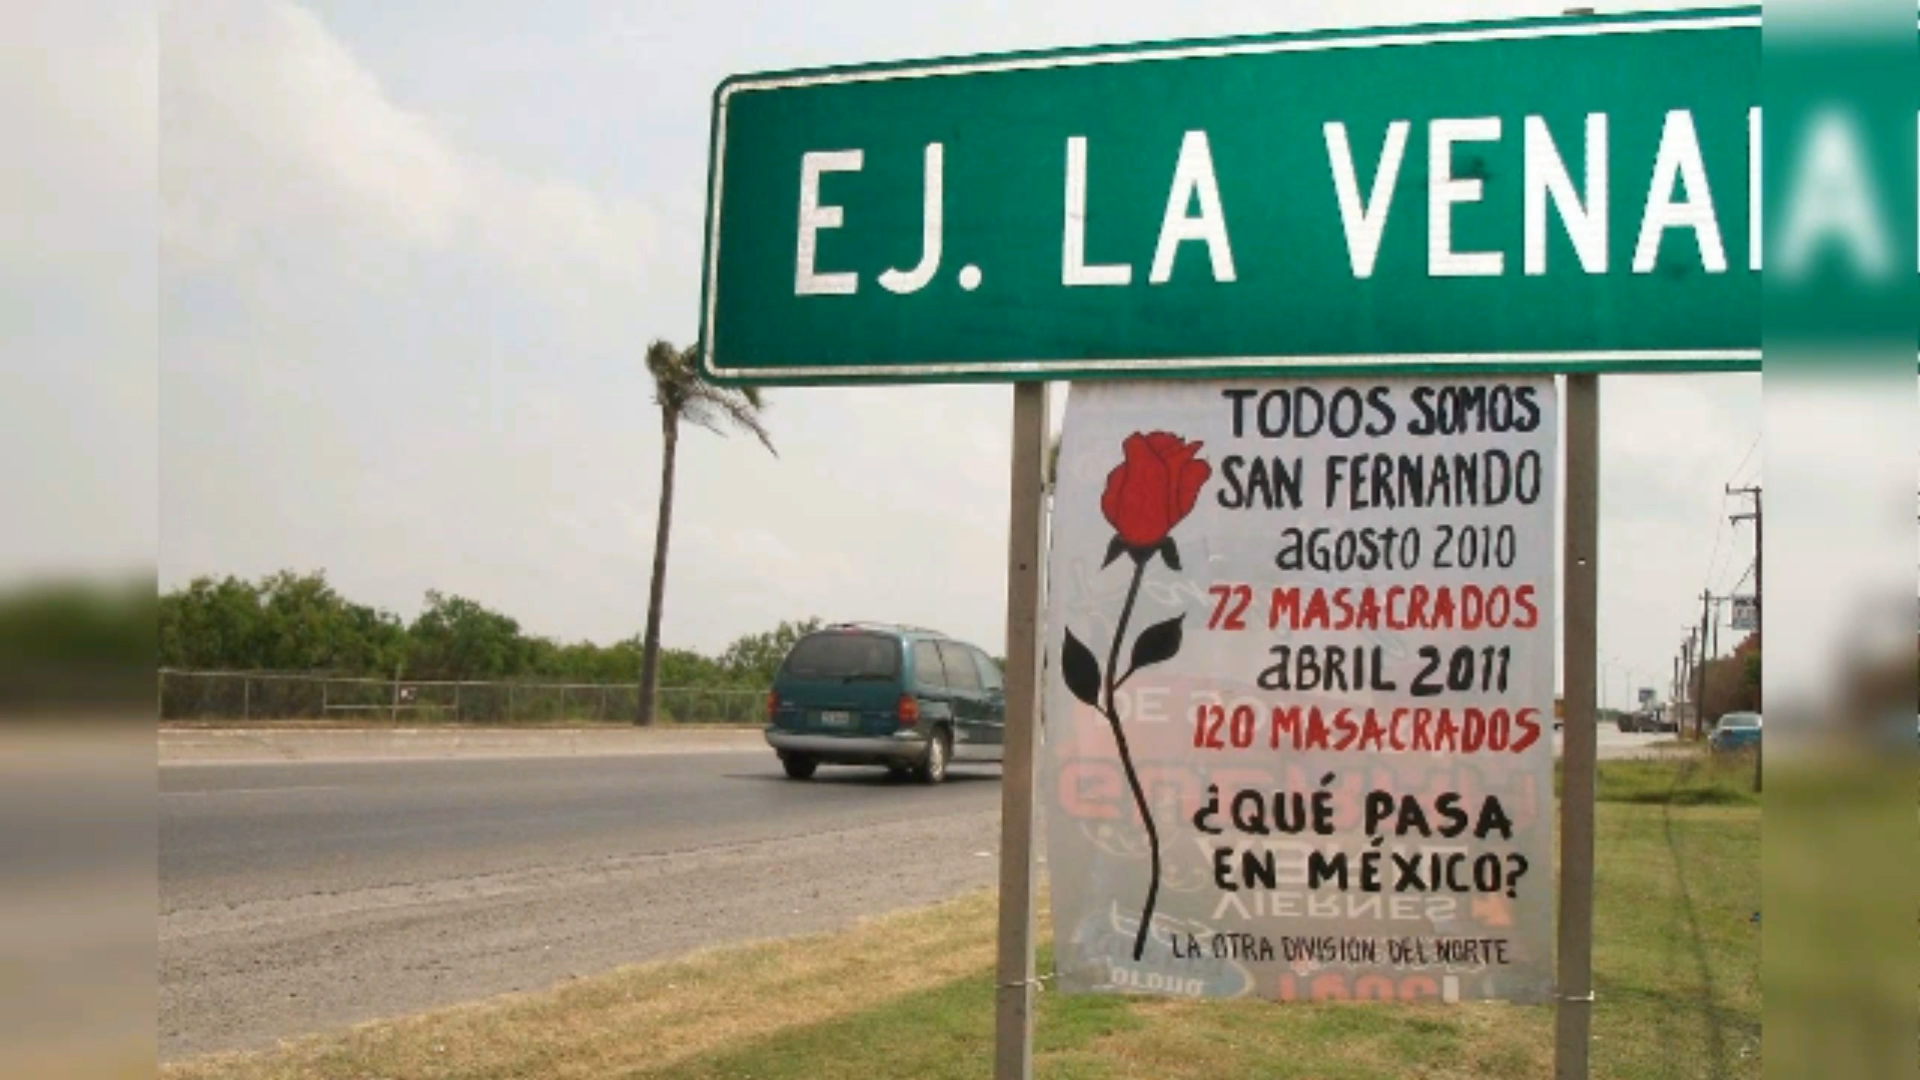 EJ. LA VENA
TODOS SOMOS
SAN FERNANDO
agosto 2010
72 MASACRADOS
abril 2011
120 MASACRADOS
¿QUÉ PASA
EN MÉXICO?
VIERNES
LA OTRA DIVISION DEL NORTE